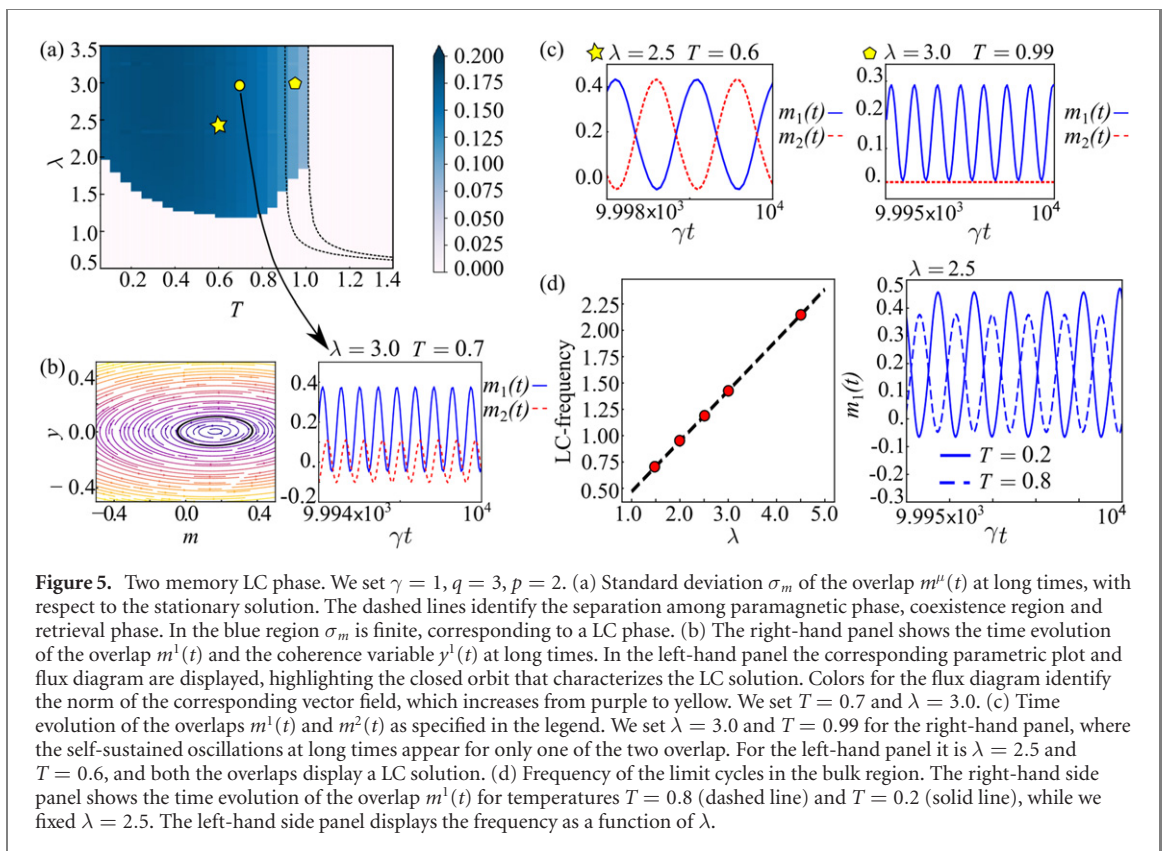 (a)
3.5
3.0
2.5
2.0
1.5
1.0
0.5
λ
0.2 0.4 0.6 0.8 1.0 1.2 1.4
T
0.200
0.175
0.150
0.125
0.100
0.075
0.050
0.025
0.000
(b)
0.4
0.0
−0.4
y
−0.4 0.0 0.4
m
λ = 3.0 T = 0.7
0.4
0.2
0.
-0.2
9.994x10³ 10⁴
γt
m₁(t)
m₂(t)
(c)
λ = 2.5 T = 0.6
0.4
0.2
0.0
9.998x10³ 10⁴
γt
m₁(t)
m₂(t)
λ = 3.0 T = 0.99
0.3
0.2
0.1
0.
9.995x10³ 10⁴
γt
m₁(t)
m₂(t)
(d)
2.25
2.00
1.75
1.50
1.25
1.00
0.75
0.50
LC-frequency
1.0 2.0 3.0 4.0 5.0
λ
λ = 2.5
0.5
0.4
0.3
0.2
0.1
0.
-0.1
-0.2
-0.3
m₁(t)
T = 0.2
T = 0.8
9.995x10³ 10⁴
γt
Figure 5. Two memory LC phase. We set γ = 1, q = 3, p = 2. (a) Standard deviation σₘ of the overlap m^μ(t) at long times, with
respect to the stationary solution. The dashed lines identify the separation among paramagnetic phase, coexistence region and
retrieval phase. In the blue region σₘ is finite, corresponding to a LC phase. (b) The right-hand panel shows the time evolution
of the overlap m¹(t) and the coherence variable y¹(t) at long times. In the left-hand panel the corresponding parametric plot and
flux diagram are displayed, highlighting the closed orbit that characterizes the LC solution. Colors for the flux diagram identify
the norm of the corresponding vector field, which increases from purple to yellow. We set T = 0.7 and λ = 3.0. (c) Time
evolution of the overlaps m¹(t) and m²(t) as specified in the legend. We set λ = 3.0 and T = 0.99 for the right-hand panel, where
the self-sustained oscillations at long times appear for only one of the two overlap. For the left-hand panel it is λ = 2.5 and
T = 0.6, and both the overlaps display a LC solution. (d) Frequency of the limit cycles in the bulk region. The right-hand side
panel shows the time evolution of the overlap m¹(t) for temperatures T = 0.8 (dashed line) and T = 0.2 (solid line), while we
fixed λ = 2.5. The left-hand side panel displays the frequency as a function of λ.